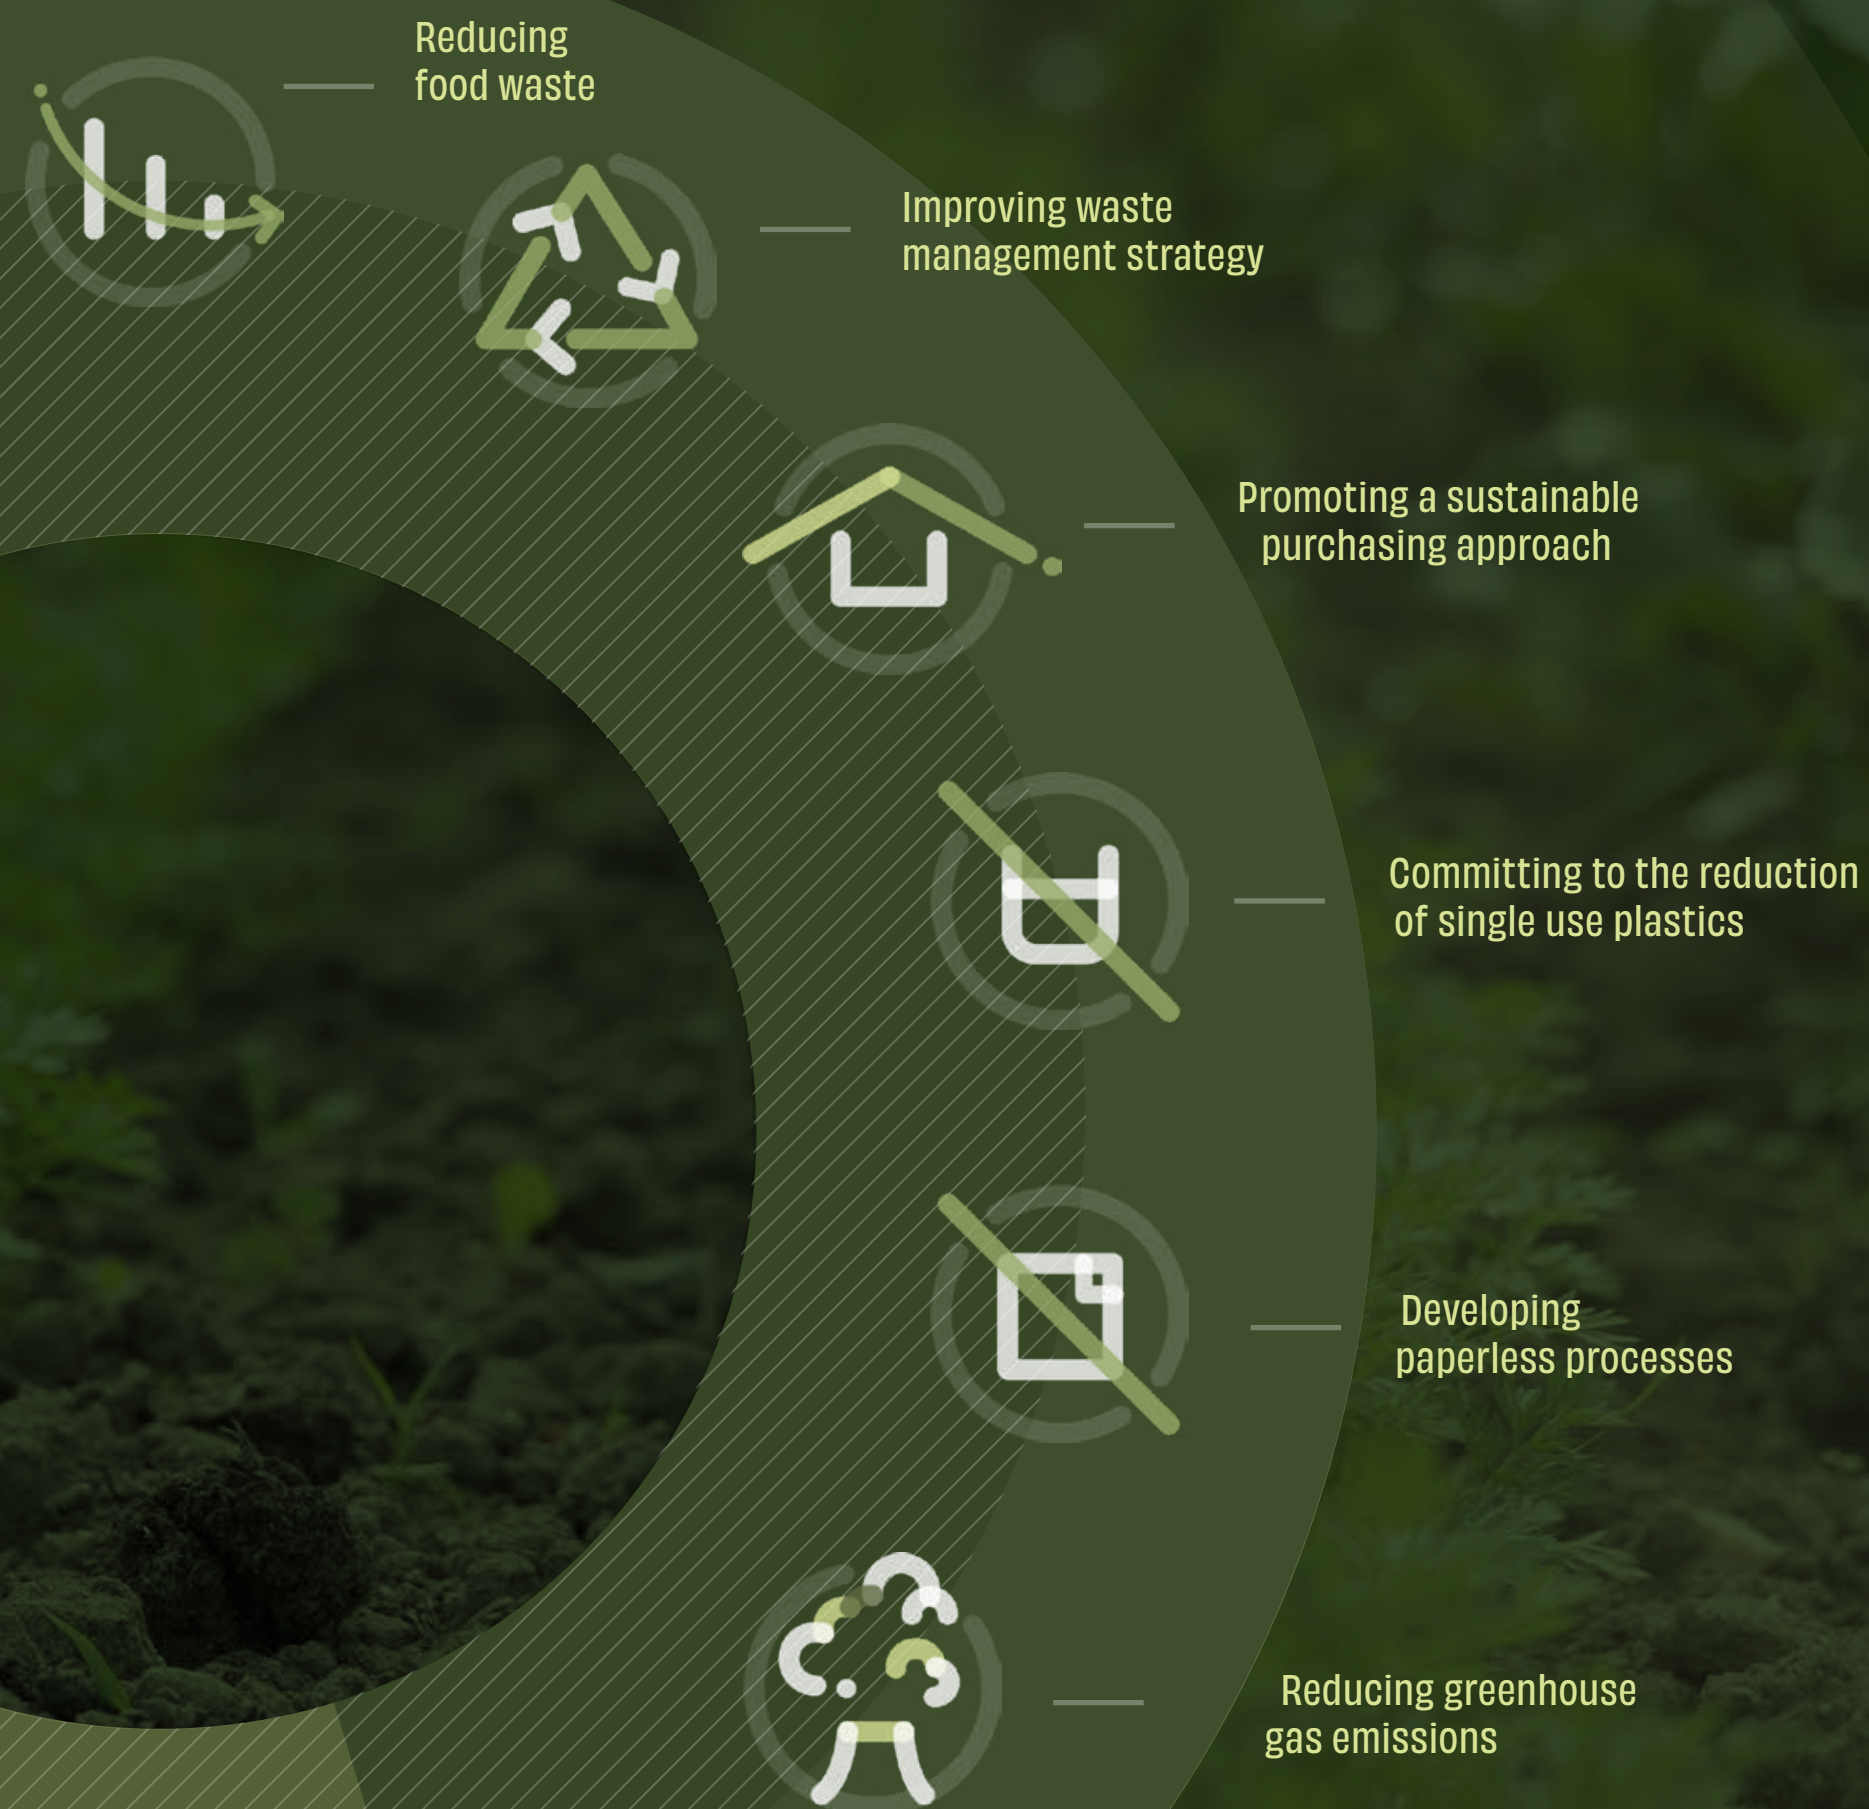 Reducing
food waste
Improving waste
management strategy
Promoting a sustainable
purchasing approach
Committing to the reduction
of single use plastics
Developing
paperless processes
Reducing greenhouse
gas emissions